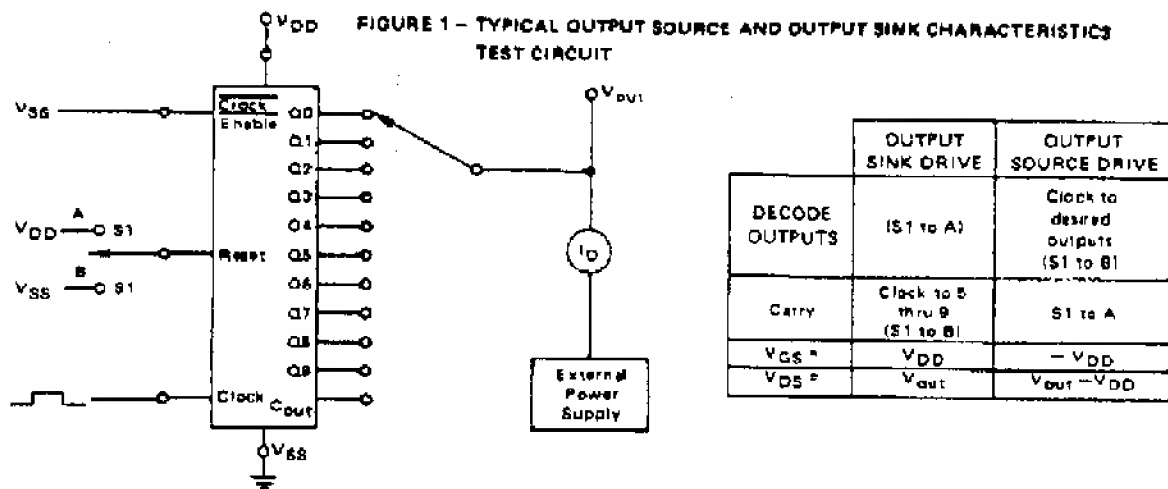 FIGURE 1 – TYPICAL OUTPUT SOURCE AND OUTPUT SINK CHARACTERISTICS
TEST CIRCUIT
VDD
VSS
Clock
Enable
Q0
Q1
Q2
Q3
Q4
Q5
Q6
Q7
Q8
Q9
Cout
VDD
A
S1
Reset
VSS
B
S1
Clock
VSS
Vout
ID
External
Power
Supply
OUTPUT
SINK DRIVE
OUTPUT
SOURCE DRIVE
DECODE
OUTPUTS
(S1 to A)
Clock to
desired
outputs
(S1 to B)
Carry
Clock to 5
thru 9
(S1 to B)
S1 to A
VGS =
VDD
– VDD
VDS =
Vout
Vout – VDD